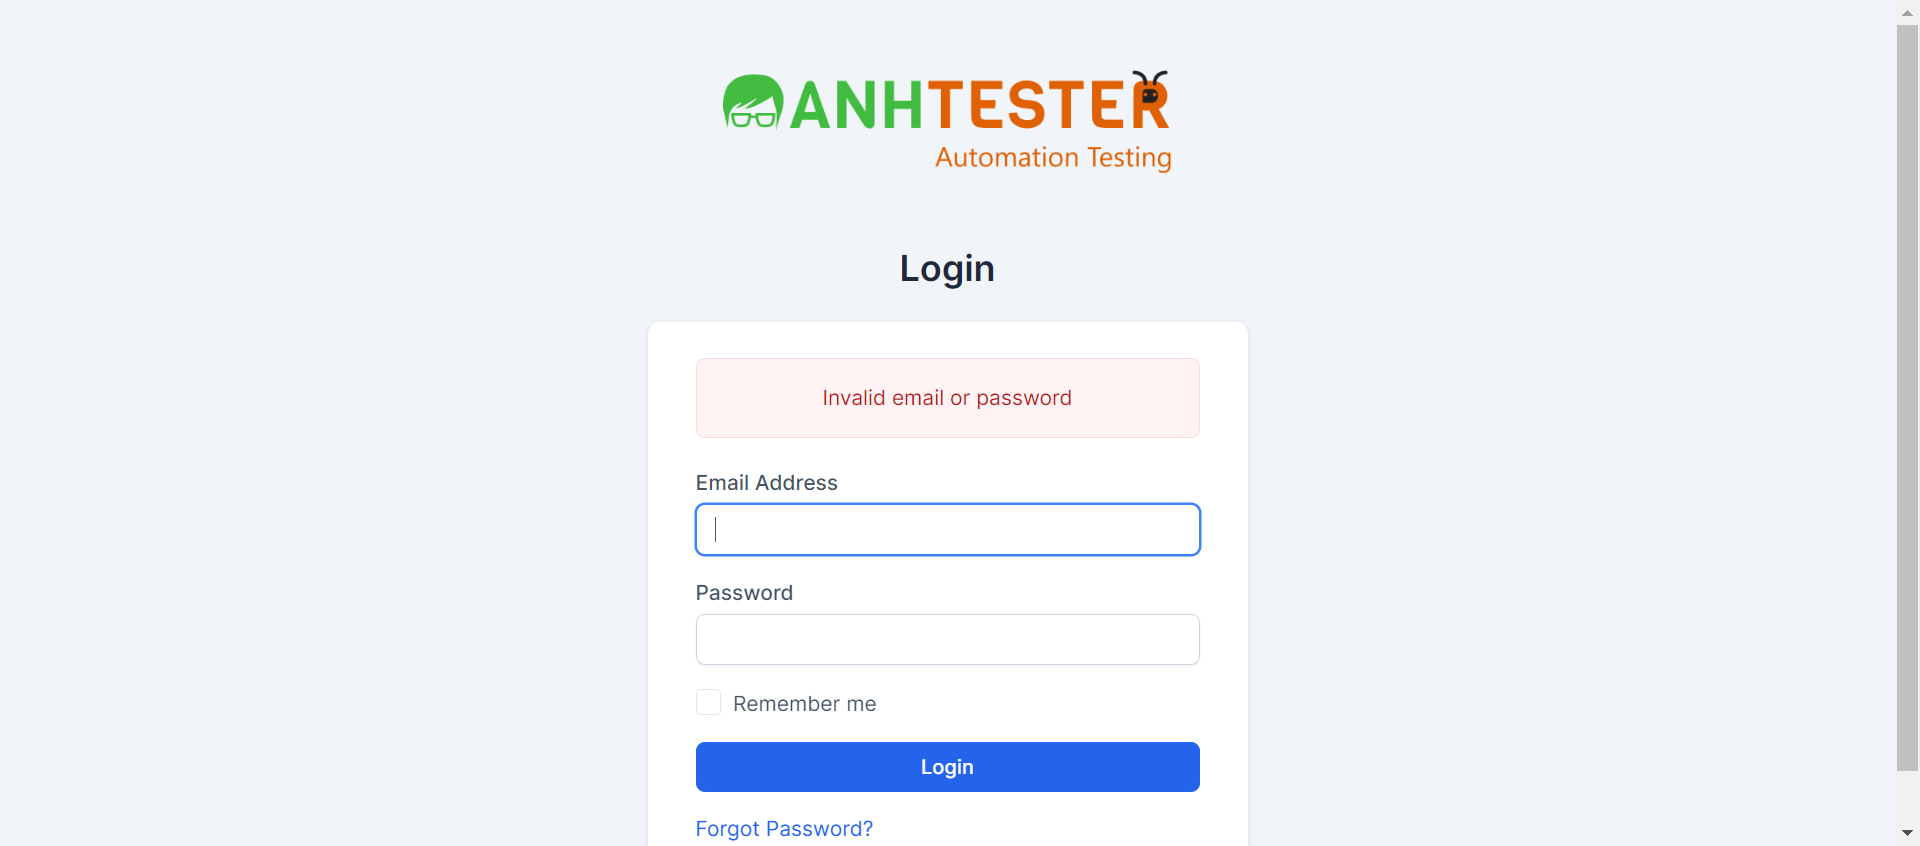 ANHTESTER
Automation Testing
Login
Invalid email or password
Email Address
Password
Remember me
Login
Forgot Password?